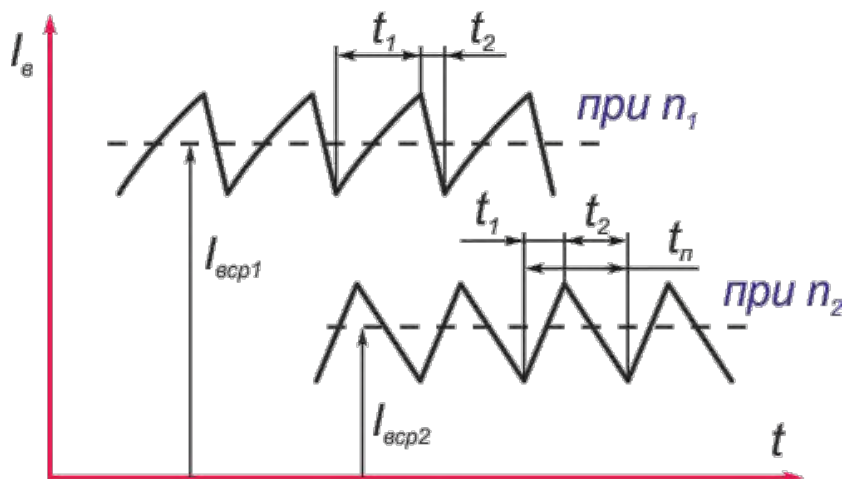 Iв
t1
t2
при n1
Iвср1
t1
t2
tп
при n2
Iвср2
t